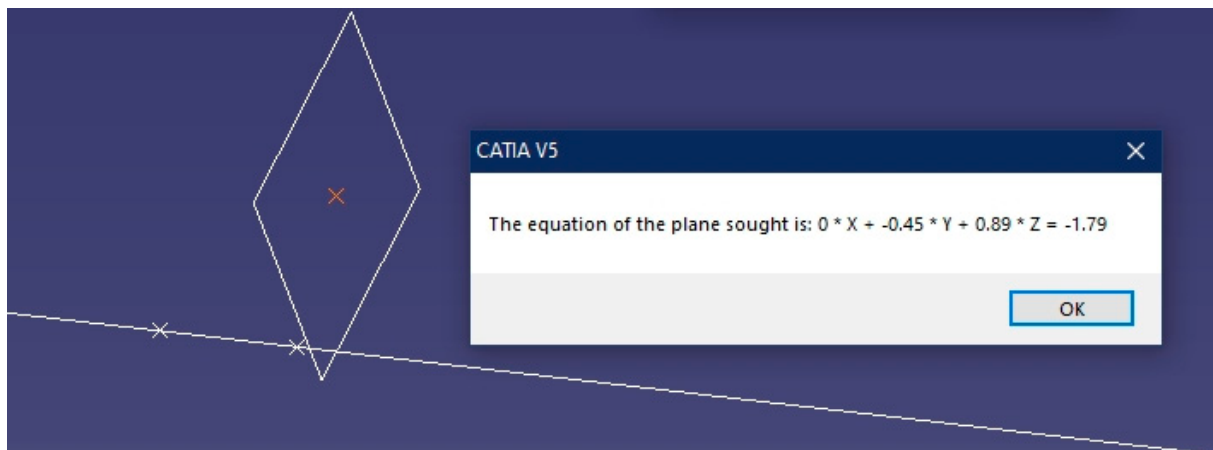 CATIA V5
The equation of the plane sought is: 0 * X + -0.45 * Y + 0.89 * Z = -1.79
OK